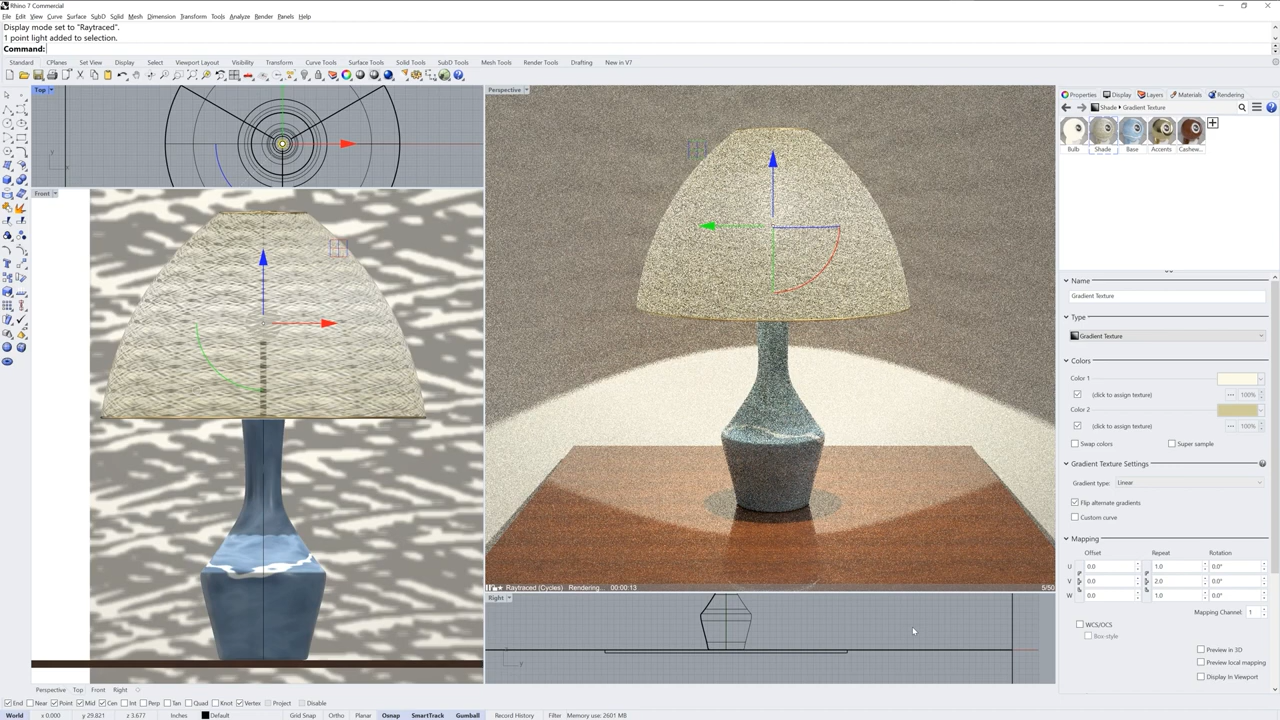 Rhino 7 Commercial
File Edit View Curve Surface SubD Solid Mesh Dimension Transform Tools Analyze Render Panels Help
Display mode set to "Raytraced".
1 point light added to selection.
Command:
Standard CPlanes Set View Display Select Viewport Layout Visibility Transform Curve Tools Surface Tools Solid Tools SubD Tools Mesh Tools Render Tools Drafting New in V7
Top
Perspective
Properties Display Layers Materials Rendering
Shade Gradient Texture
Bulb Shade Base Accents Cashew...
Front
Name
Gradient Texture
Type
Gradient Texture
Colors
Color 1
(click to assign texture) 100%
Color 2
(click to assign texture) 100%
Swap colors Super sample
Gradient Texture Settings
Gradient type: Linear
Flip alternate gradients
Custom curve
Mapping
Offset Repeat Rotation
U 0.0 1.0 0.0°
V 0.0 2.0 0.0°
W 0.0 1.0 0.0°
Mapping Channel: 1
WCS/OCS
Box-style
Preview in 3D
Preview local mapping
Display In Viewport
Raytraced (Cycles) Rendering... 00:00:13 5/50
Right
y
x
y
Perspective Top Front Right
End Near Point Mid Cen Int Perp Tan Quad Knot Vertex Project Disable
World x 0.000 y 29.821 z 3.677 Inches Default Grid Snap Ortho Planar Osnap SmartTrack Gumball Record History Filter Memory use: 2601 MB